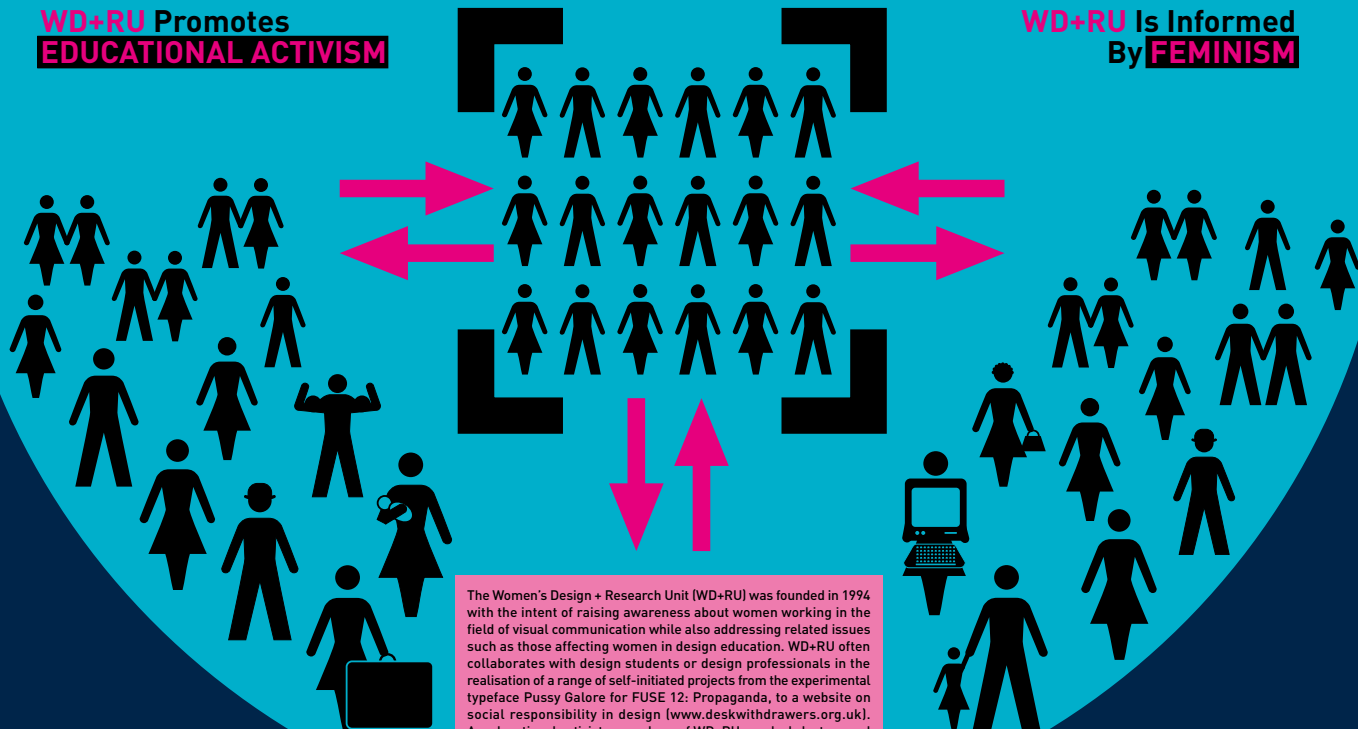 WD+RU Promotes
EDUCATIONAL ACTIVISM
WD+RU Is Informed
By FEMINISM
The Women's Design + Research Unit (WD+RU) was founded in 1994
with the intent of raising awareness about women working in the
field of visual communication while also addressing related issues
such as those affecting women in design education. WD+RU often
collaborates with design students or design professionals in the
realisation of a range of self-initiated projects from the experimental
typeface Pussy Galore for FUSE 12: Propaganda, to a website on
social responsibility in design (www.deskwithdrawers.org.uk).